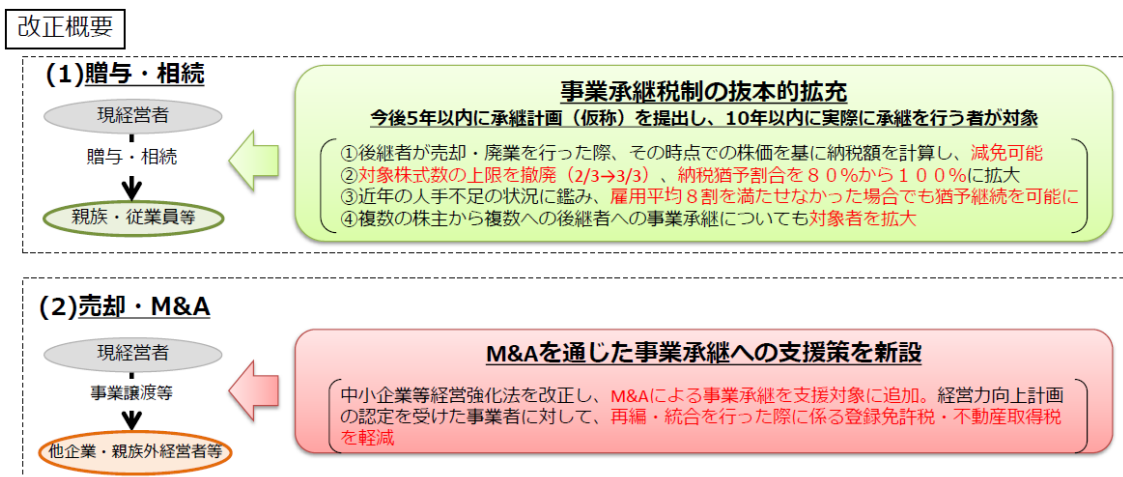 改正概要
(1)贈与・相続
現経営者
贈与・相続
親族・従業員等
事業承継税制の抜本的拡充
今後5年以内に承継計画（仮称）を提出し、10年以内に実際に承継を行う者が対象
①後継者が売却・廃業を行った際、その時点での株価を基に納税額を計算し、減免可能
②対象株式数の上限を撤廃（2/3→3/3）、納税猶予割合を８０％から１００％に拡大
③近年の人手不足の状況に鑑み、雇用平均８割を満たせなかった場合でも猶予継続を可能に
④複数の株主から複数への後継者への事業承継についても対象者を拡大
(2)売却・M&A
現経営者
事業譲渡等
他企業・親族外経営者等
M&Aを通じた事業承継への支援策を新設
中小企業等経営強化法を改正し、M&Aによる事業承継を支援対象に追加。経営力向上計画
の認定を受けた事業者に対して、再編・統合を行った際に係る登録免許税・不動産取得税
を軽減